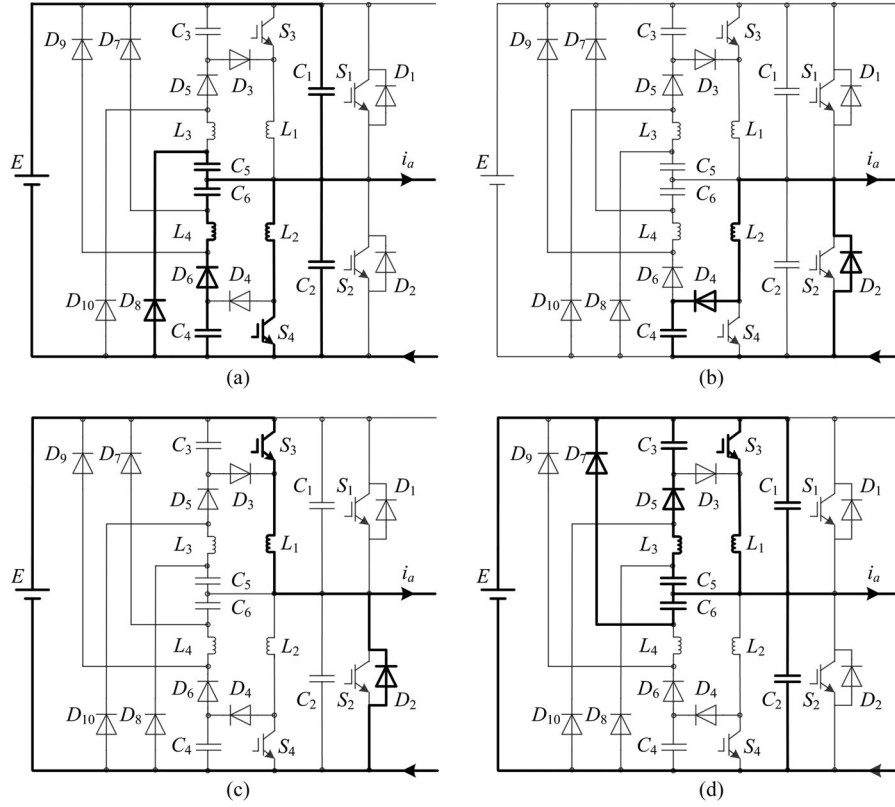 D9 D7 C3 S3
D5 D3 C1 S1 D1
L3 L1
E C5 ia
C6
L4 L2
D6 D4
D10 D8 C2 S2 D2
C4 S4
(a)
D9 D7 C3 S3
D5 D3 C1 S1 D1
L3 L1
E C5 ia
C6
L4 L2
D6 D4
D10 D8 C2 S2 D2
C4 S4
(b)
D9 D7 C3 S3
D5 D3 C1 S1 D1
L3 L1
E C5 ia
C6
L4 L2
D6 D4
D10 D8 C2 S2 D2
C4 S4
(c)
D9 D7 C3 S3
D5 D3 C1 S1 D1
L3 L1
E C5 ia
C6
L4 L2
D6 D4
D10 D8 C2 S2 D2
C4 S4
(d)